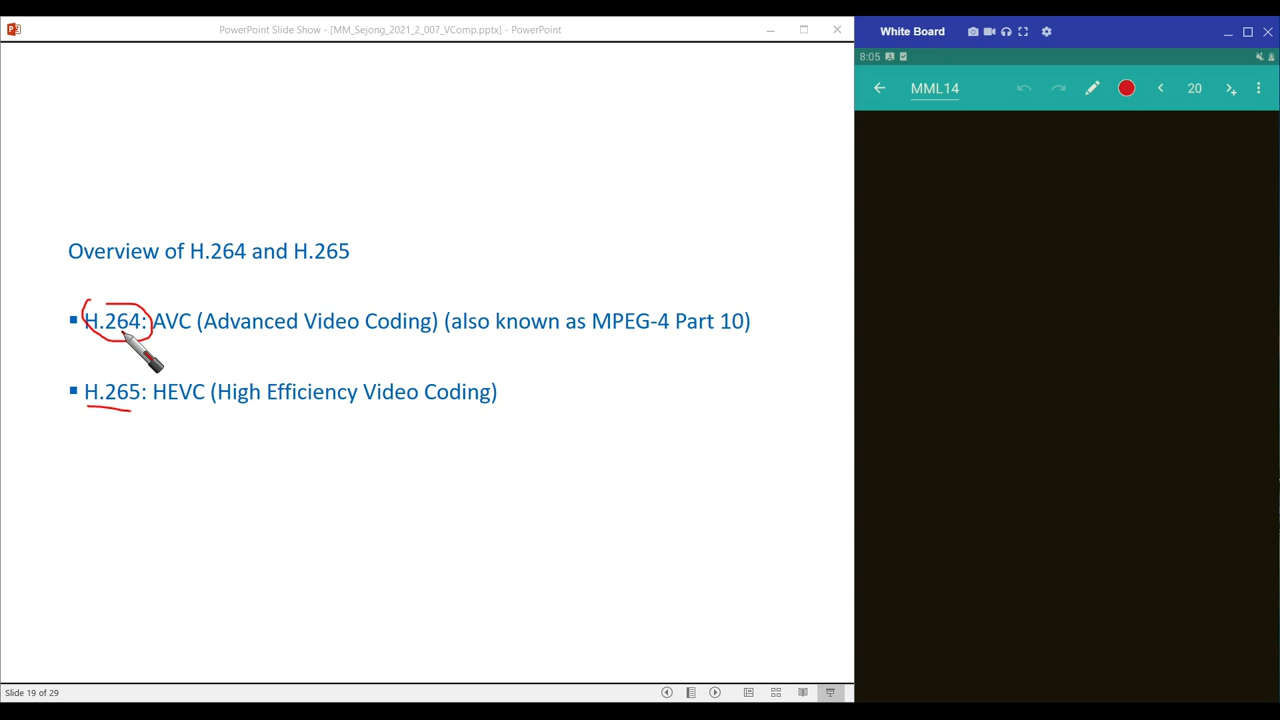 PowerPoint Slide Show - [MM_Sejong_2021_2_007_VComp.pptx] - PowerPoint
White Board
8:05
MML14
20
Overview of H.264 and H.265
▪ H.264: AVC (Advanced Video Coding) (also known as MPEG-4 Part 10)
▪ H.265: HEVC (High Efficiency Video Coding)
Slide 19 of 29